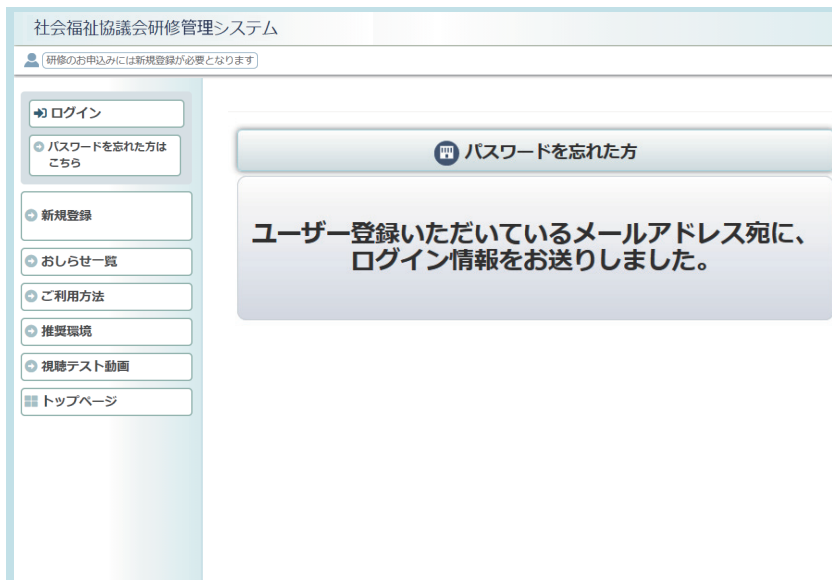 社会福祉協議会研修管理システム
研修のお申込みには新規登録が必要となります
ログイン
パスワードを忘れた方は
こちら
新規登録
おしらせ一覧
ご利用方法
推奨環境
視聴テスト動画
トップページ
パスワードを忘れた方
ユーザー登録いただいているメールアドレス宛に、
ログイン情報をお送りしました。